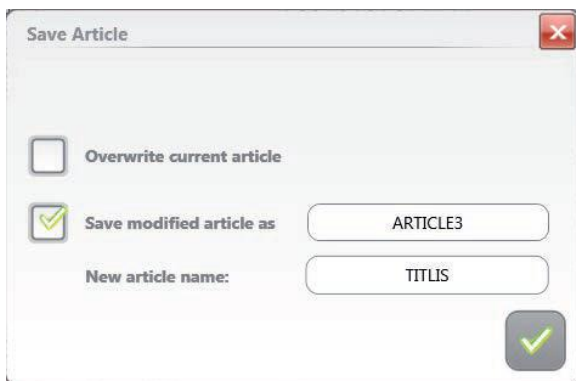 Save Article
Overwrite current article
Save modified article as ARTICLE3
New article name: TITLIS